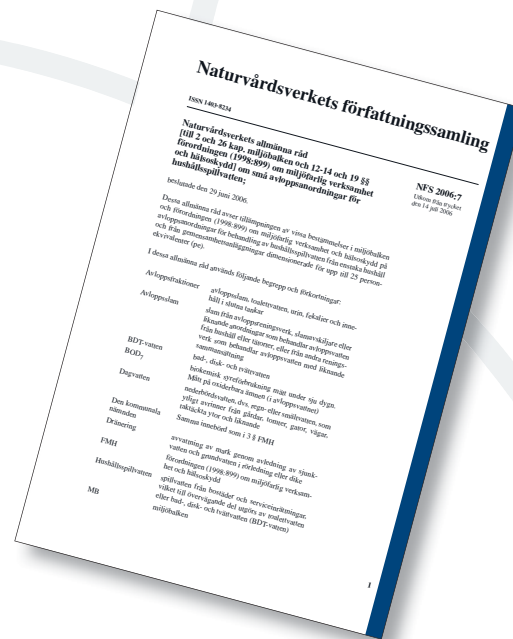 Naturvårdsverkets författningssamling
ISSN 1403-8234
Naturvårdsverkets allmänna råd
[till 2 och 26 kap. miljöbalken och 12-14 och 19 §§
förordningen (1998:899) om miljöfarlig verksamhet
och hälsoskydd] om små avloppsanordningar för
hushållsspillvatten;
NFS 2006:7
Utkom från trycket
den 14 juli 2006
beslutade den 29 juni 2006.
Dessa allmänna råd avser tillämpningen av vissa bestämmelser i miljöbalken
och förordningen (1998:899) om miljöfarlig verksamhet och hälsoskydd på
avloppsanordningar för behandling av hushållsspillvatten från enstaka hushåll
och från gemensamhetsanläggningar dimensionerade för upp till 25 person-
ekvivalenter (pe).
I dessa allmänna råd används följande begrepp och förkortningar:
Avloppsfraktioner avloppsslam, toalettvatten, urin, fekalier och inne-
håll i slutna tankar
Avloppsslam slam från avloppsreningsverk, slamavskiljare eller
liknande anordningar som behandlar avloppsvatten
från hushåll eller tätorter, eller från andra renings-
verk som behandlar avloppsvatten med liknande
sammansättning
BDT-vatten bad-, disk- och tvättvatten
BOD7 biokemisk syreförbrukning mätt under sju dygn.
Mått på oxiderbara ämnen (i avloppsvattnet)
Dagvatten nederbördsvatten, dvs. regn- eller smältvatten, som
ytligt avrinner från gårdar, tomter, gator, vägar,
taktäckta ytor och liknande
Den kommunala Samma innebörd som i 3 § FMH
nämnden
Dränering avvattning av mark genom avledning av sjunk-
vatten och grundvatten i rörledning eller dike
FMH förordningen (1998:899) om miljöfarlig verksam-
het och hälsoskydd
Hushållsspillvatten spillvatten från bostäder och serviceinrättningar,
vilket till övervägande del utgörs av toalettvatten
eller bad-, disk- och tvättvatten (BDT-vatten)
MB miljöbalken
1